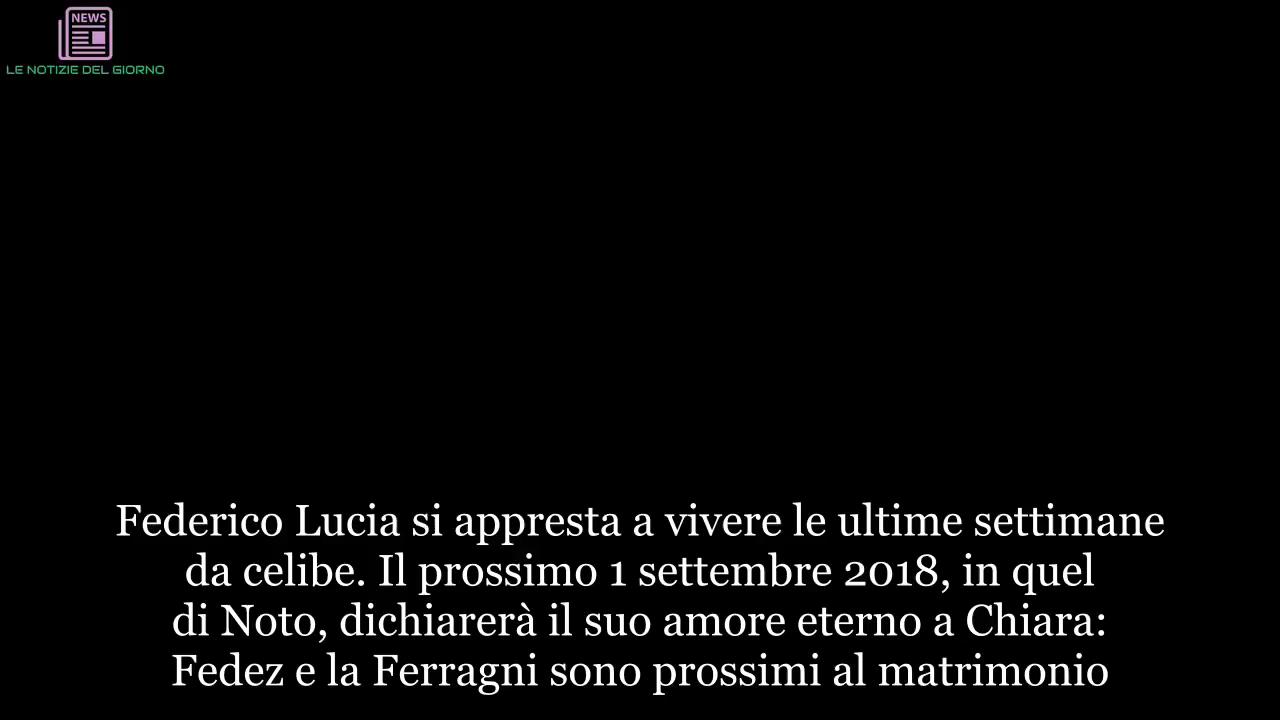 NEWS
LE NOTIZIE DEL GIORNO
Federico Lucia si appresta a vivere le ultime settimane
da celibe. Il prossimo 1 settembre 2018, in quel
di Noto, dichiarerà il suo amore eterno a Chiara:
Fedez e la Ferragni sono prossimi al matrimonio